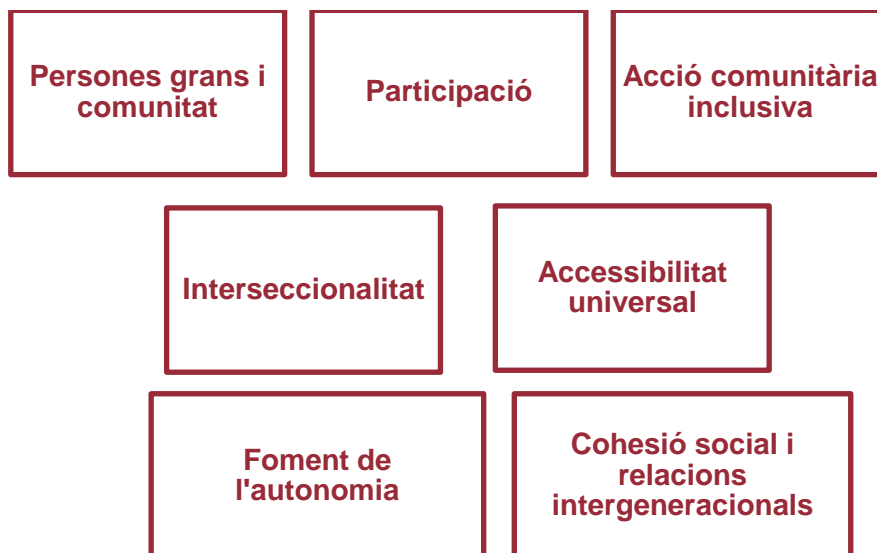 Persones grans i
comunitat
Participació
Acció comunitària
inclusiva
Interseccionalitat
Accessibilitat
universal
Foment de
l'autonomia
Cohesió social i
relacions
intergeneracionals